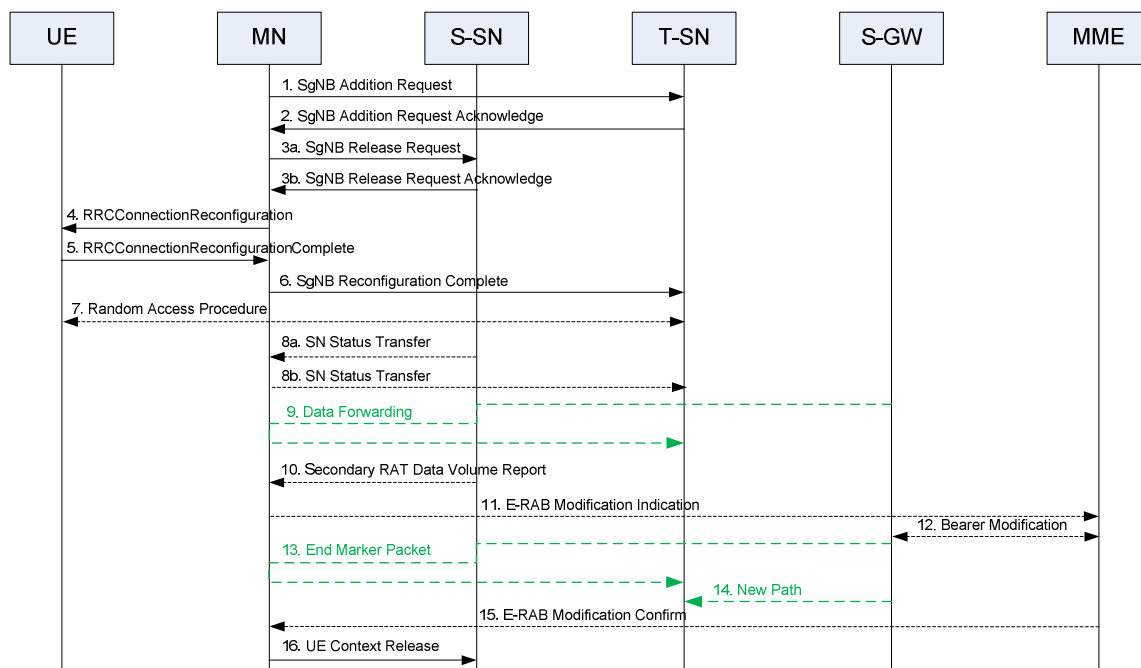 UE
MN
S-SN
T-SN
S-GW
MME
1. SgNB Addition Request
2. SgNB Addition Request Acknowledge
3a. SgNB Release Request
3b. SgNB Release Request Acknowledge
4. RRCConnectionReconfiguration
5. RRCConnectionReconfigurationComplete
6. SgNB Reconfiguration Complete
7. Random Access Procedure
8a. SN Status Transfer
8b. SN Status Transfer
9. Data Forwarding
10. Secondary RAT Data Volume Report
11. E-RAB Modification Indication
12. Bearer Modification
13. End Marker Packet
14. New Path
15. E-RAB Modification Confirm
16. UE Context Release